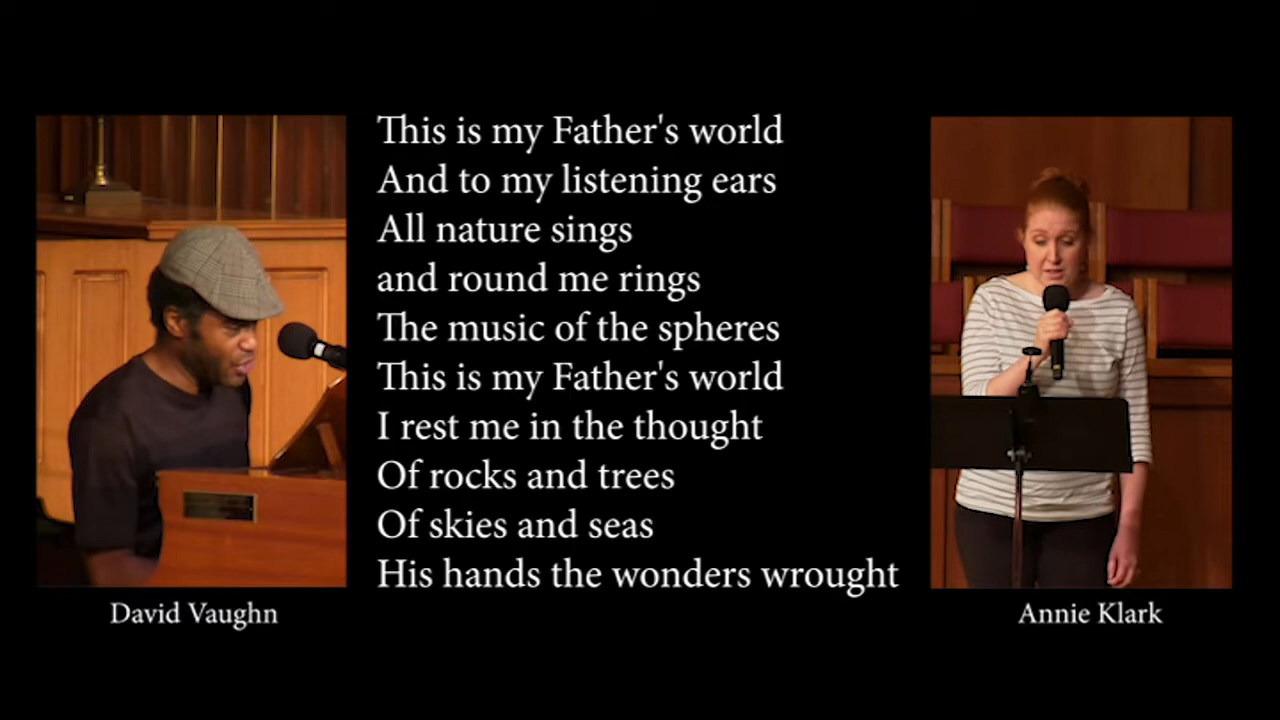 This is my Father's world
And to my listening ears
All nature sings
and round me rings
The music of the spheres
This is my Father's world
I rest me in the thought
Of rocks and trees
Of skies and seas
His hands the wonders wrought
David Vaughn
Annie Klark